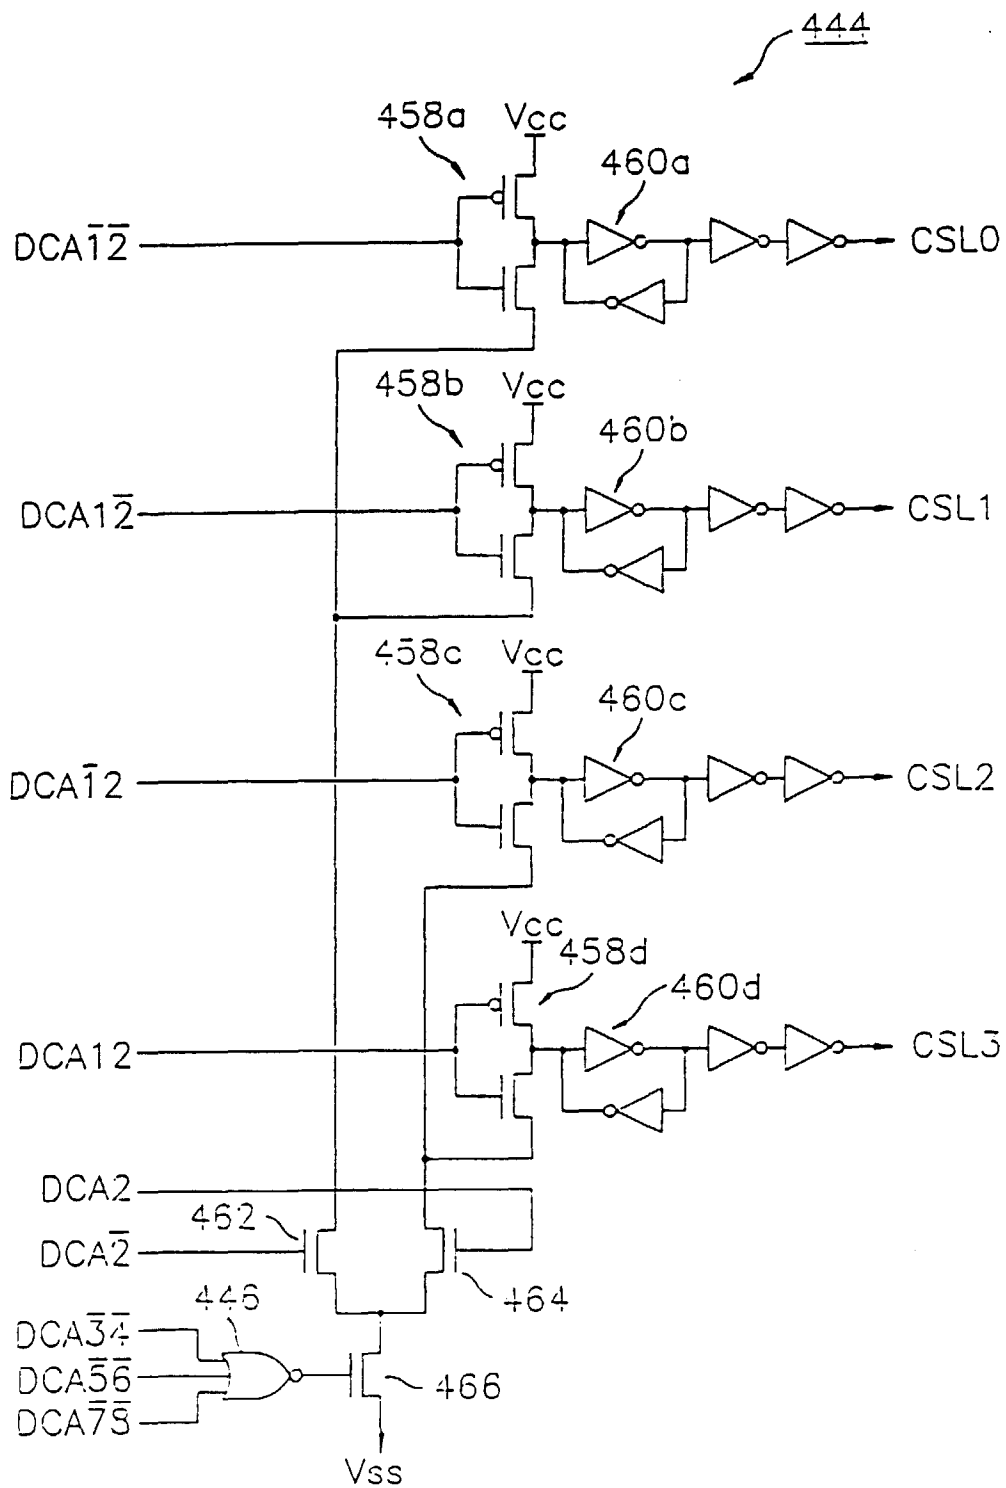 444
458a
Vcc
460a
DCA1̅2̅
CSL0
458b
Vcc
460b
DCA12̅
CSL1
458c
Vcc
460c
DCA1̅2
CSL2
Vcc
458d
460d
DCA12
CSL3
DCA2
462
DCA2̅
464
446
DCA3̅4̅
DCA5̅6̅
466
DCA7̅8̅
Vss